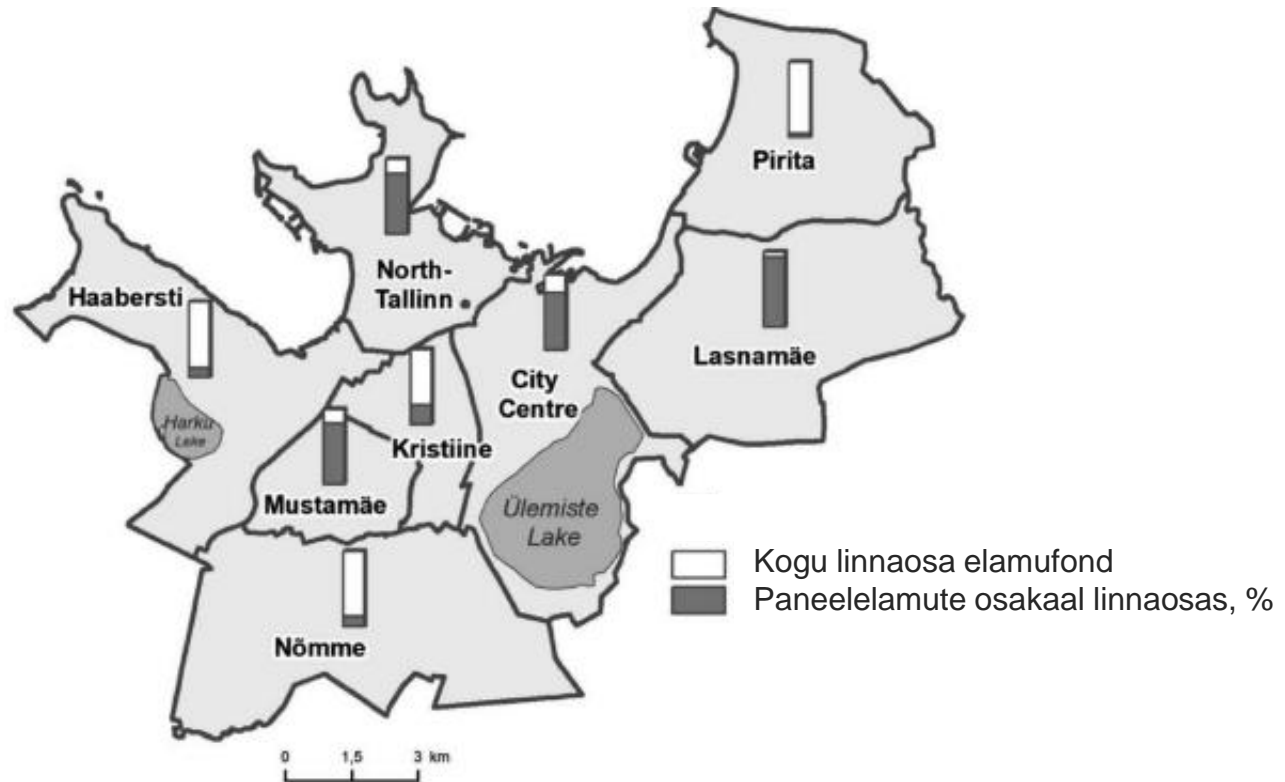 Pirita
North-
Tallinn
Haabersti
Lasnamäe
City
Centre
Harku
Lake
Kristiine
Mustamäe
Ülemiste
Lake
Kogu linnaosa elamufond
Paneelelamute osakaal linnaosas, %
Nõmme
0 1,5 3 km